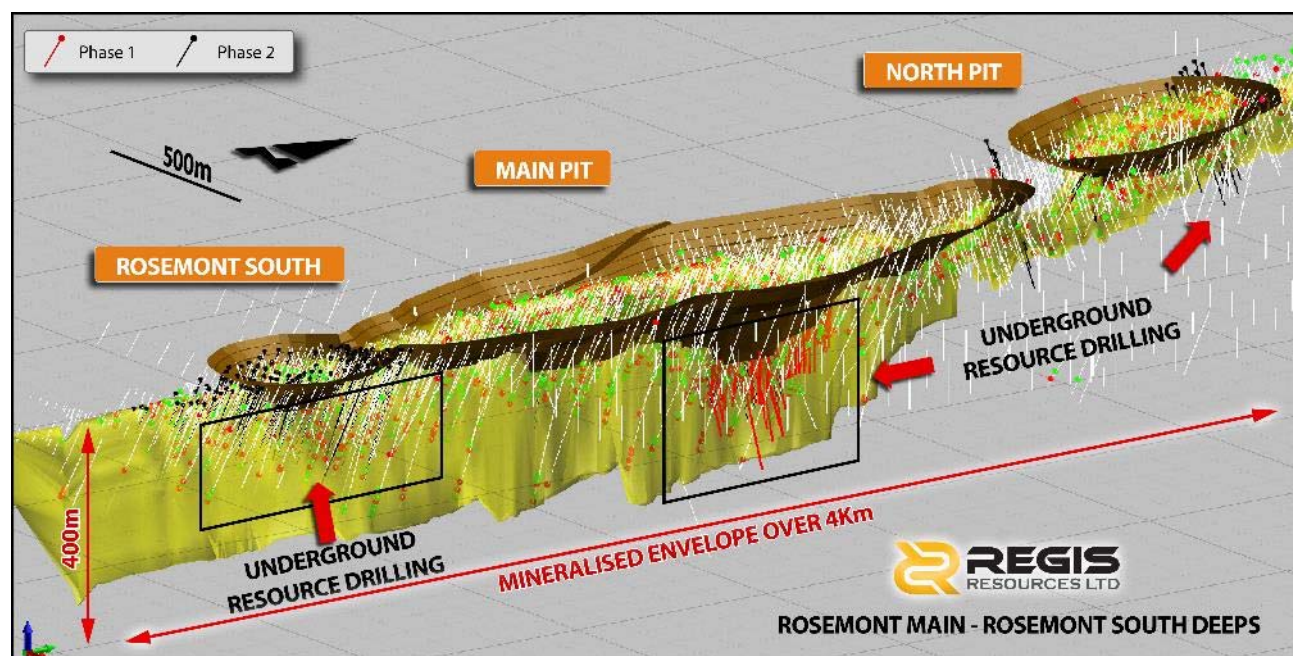 Phase 1
Phase 2
NORTH PIT
500m
MAIN PIT
ROSEMONT SOUTH
UNDERGROUND
RESOURCE DRILLING
400m
UNDERGROUND
RESOURCE DRILLING
MINERALISED ENVELOPE OVER 4Km
REGIS
RESOURCES LTD
ROSEMONT MAIN - ROSEMONT SOUTH DEEPS